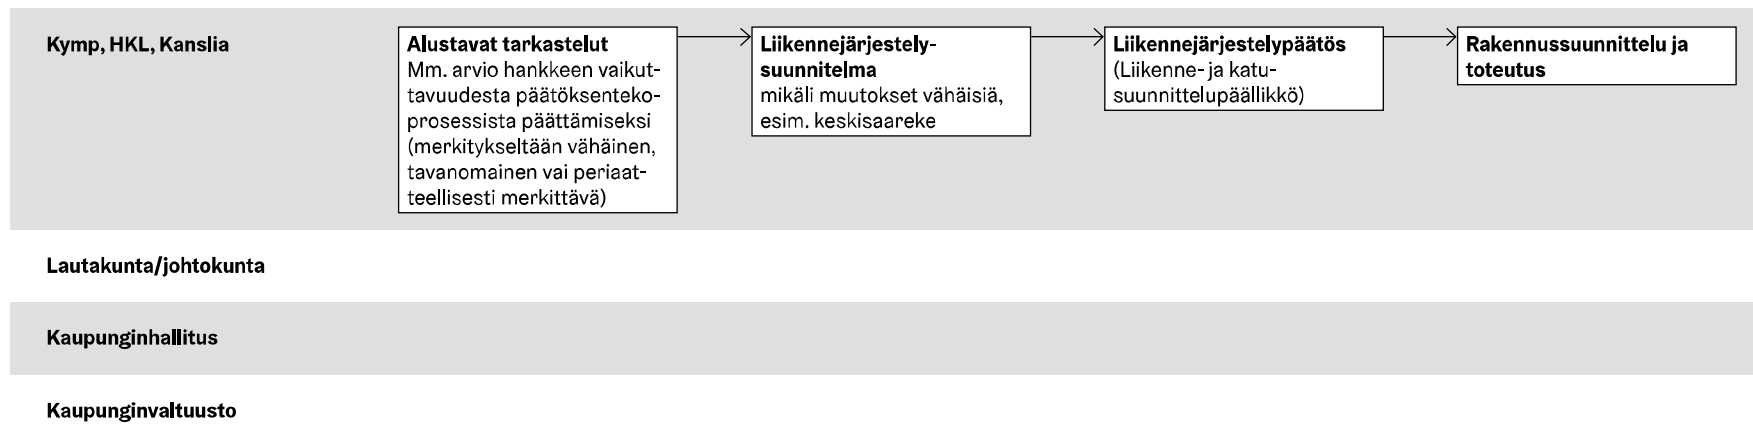 Kymp, HKL, Kanslia
Alustavat tarkastelut
Mm. arvio hankkeen vaikut-
tavuudesta päätöksenteko-
prosessista päättämiseksi
(merkitykseltään vähäinen,
tavanomainen vai periaat-
teellisesti merkittävä)
Liikennejärjestely-
suunnitelma
mikäli muutokset vähäisiä,
esim. keskisaareke
Liikennejärjestelypäätös
(Liikenne- ja katu-
suunnittelupäällikkö)
Rakennussuunnittelu ja
toteutus
Lautakunta/johtokunta
Kaupunginhallitus
Kaupunginvaltuusto